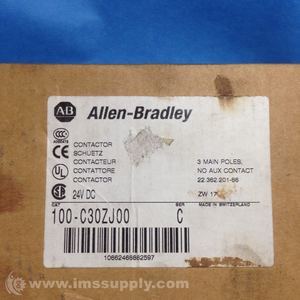 AB Allen-Bradley
CONTACTOR
SCHUETZ
CONTACTEUR
CONTATTORE
CONTACTOR
3 MAIN POLES,
NO AUX CONTACT
22.362.201-66
24V DC
ZW 17
CAT
SER
MADE IN SWITZERLAND
100-C30ZJ00
C
10662468662597
© www.imssupply.com